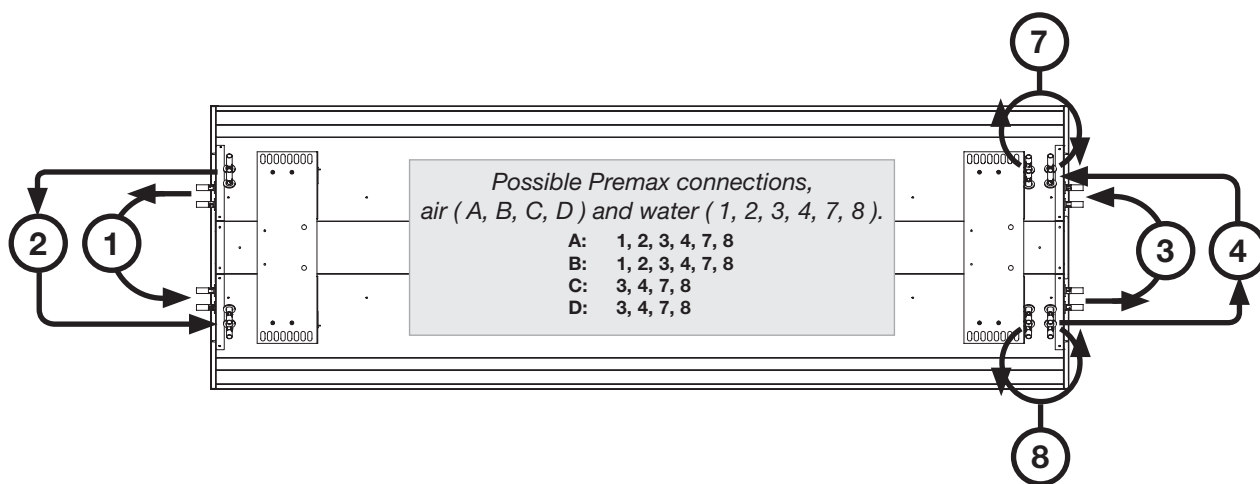 7
Possible Premax connections,
air ( A, B, C, D ) and water ( 1, 2, 3, 4, 7, 8 ).
A: 1, 2, 3, 4, 7, 8
B: 1, 2, 3, 4, 7, 8
C: 3, 4, 7, 8
D: 3, 4, 7, 8
2
1
3
4
8